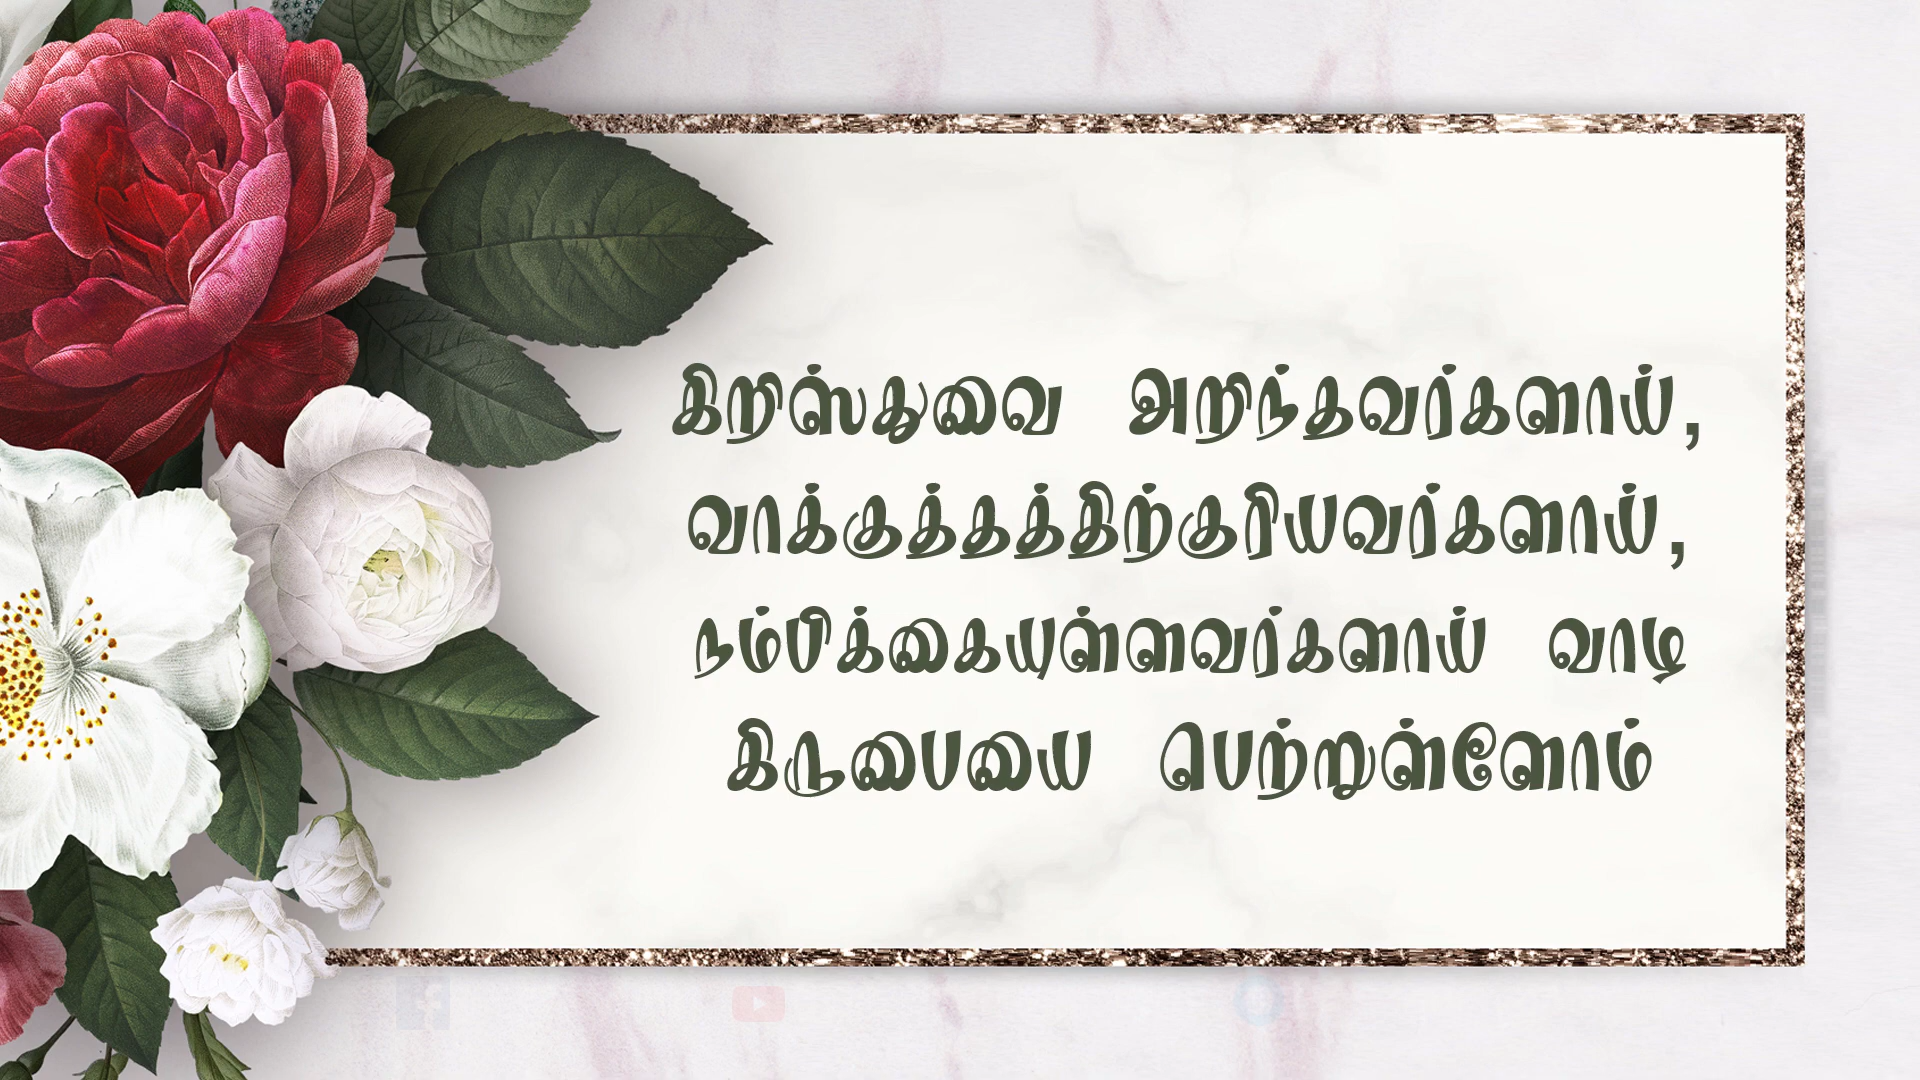 கிறிஸ்துவை அறிந்தவர்களாய்,
வாக்குத்தத்திற்குரியவர்களாய்,
நம்பிக்கையுள்ளவர்களாய் வாழ
கிருபையை பெற்றுள்ளோம்